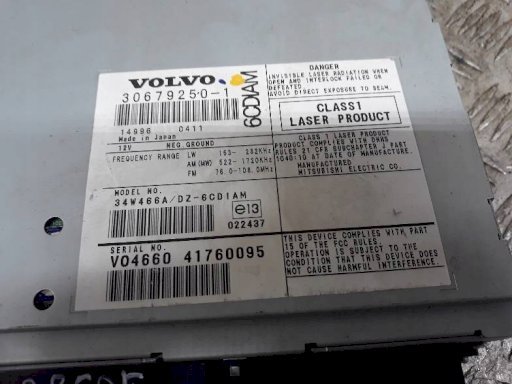 VOLVO
30679250-1
6CDIAM
14996 0411
Made in Japan
12V NEG.GROUND
FREQUENCY RANGE LW 153- 282KHz
AM (MW) 522-1720KHz
FM 76.0-108.0MHz
MODEL NO.
34W466A/DZ-6CDIAM
e13
022437
SERIAL NO.
V04660 41760095
DANGER
INVISIBLE LASER RADIATION WHEN
OPEN AND INTERLOCK FAILED OR
DEFEATED.
AVOID DIRECT EXPOSURE TO BEAM.
CLASS1
LASER PRODUCT
CLASS 1 LASER PRODUCT
PRODUCT COMPLIES WITH DHHS
RULES 21 CFR SUBCHAPTER J PART
1040:10 AT DATE OF MANUFACTURE.
MANUFACTURED
MITSUBISHI ELECTRIC CO.
THIS DEVICE COMPLIES WITH PART
15 OF THE FCC RULES.
OPERATION IS SUBJECT TO THE
CONDITION THAT THIS DEVICE DOES
NOT CAUSE HARMFUL INTERFERENCE.